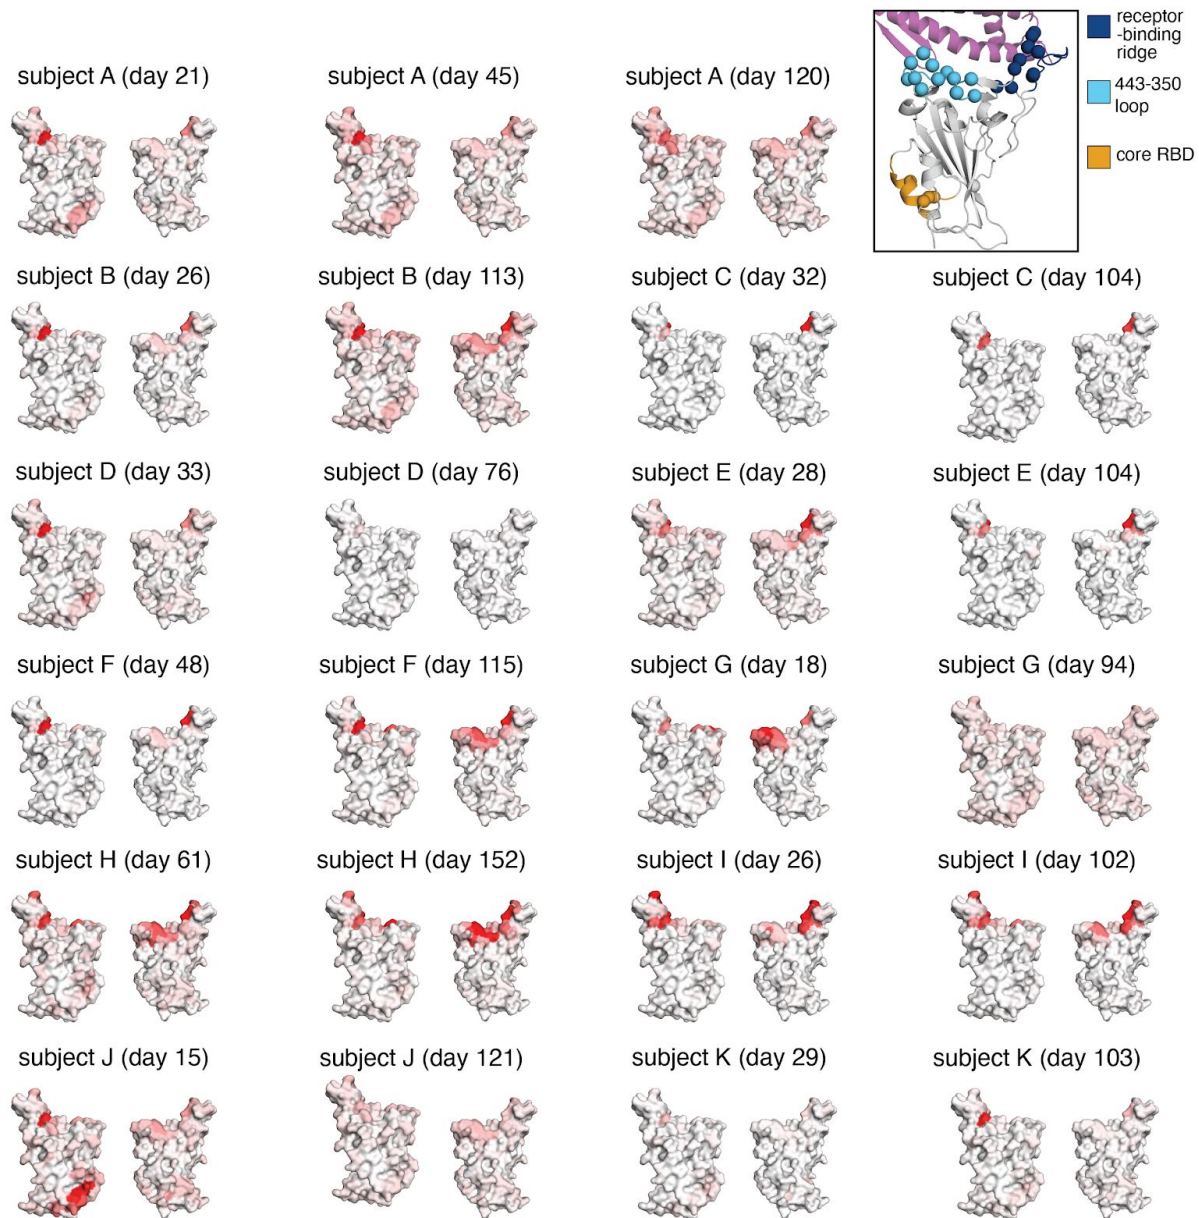 receptor
-binding
ridge
443-350
loop
core RBD
subject A (day 21)
subject A (day 45)
subject A (day 120)
subject B (day 26)
subject B (day 113)
subject C (day 32)
subject C (day 104)
subject D (day 33)
subject D (day 76)
subject E (day 28)
subject E (day 104)
subject F (day 48)
subject F (day 115)
subject G (day 18)
subject G (day 94)
subject H (day 61)
subject H (day 152)
subject I (day 26)
subject I (day 102)
subject J (day 15)
subject J (day 121)
subject K (day 29)
subject K (day 103)